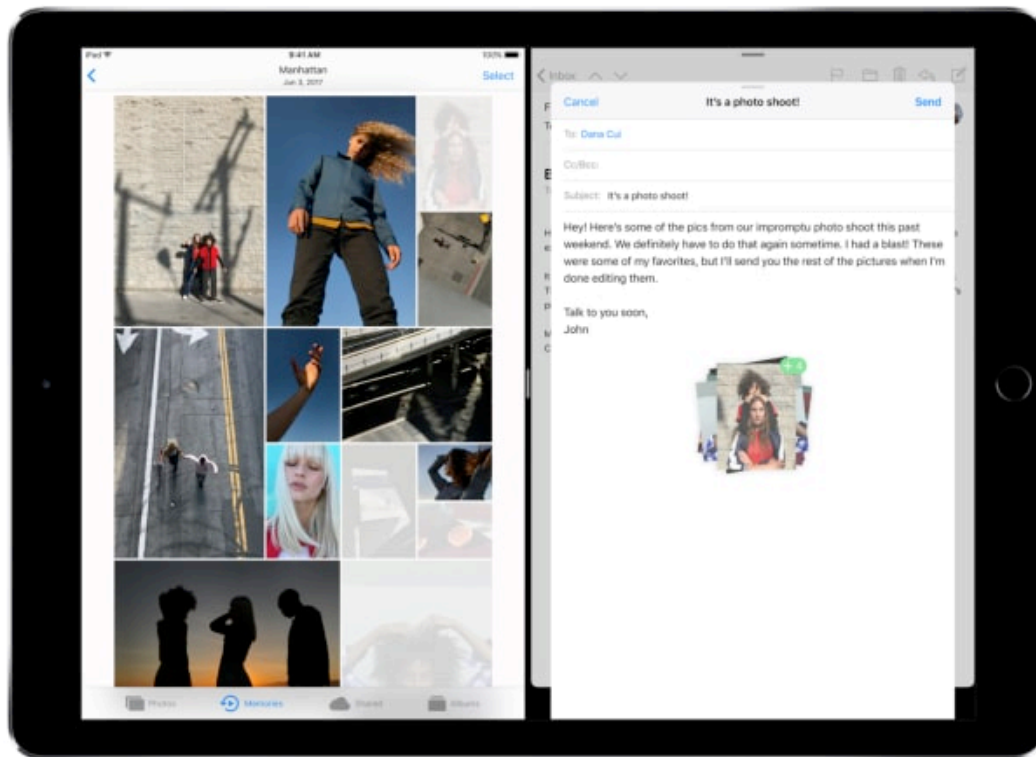 iPad
9:41 AM
100%
Manhattan
Jun 3, 2017
Select
Photos
Memories
Shared
Albums
Inbox
Cancel
It's a photo shoot!
Send
To: Dana Cui
Cc/Bcc:
Subject: It's a photo shoot!
Hey! Here's some of the pics from our impromptu photo shoot this past
weekend. We definitely have to do that again sometime. I had a blast! These
were some of my favorites, but I'll send you the rest of the pictures when I'm
done editing them.
Talk to you soon,
John
+ 4